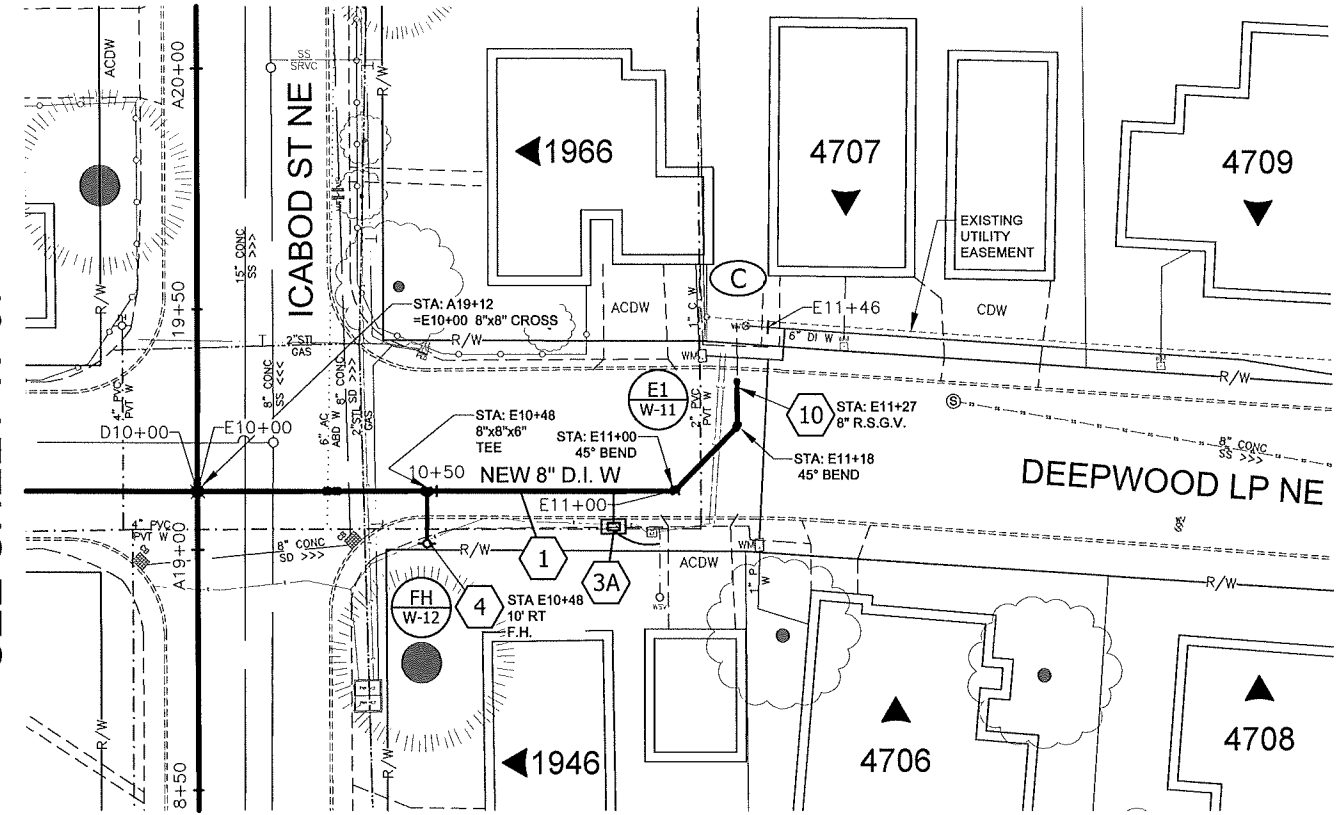 ACDW
A20+00
SS
SRVC
R/W
ICABOD ST NE
1966
4707
4709
EXISTING
UTILITY
EASEMENT
15" CONC
SS >>>
R/W
A19+50
STA: A19+12
=E10+00 8"x8" CROSS
R/W
ACDW
1" C W
C
E11+46
CDW
6" DI W
2"STL
GAS
WM
R/W
4" PVC
PVT W
8" CONC
SS <<<
6" AC
ABD W
8" CONC
SD >>>
2"STL
GAS
E1
W-11
2" PVC
PVT W
10
STA: E11+27
8" R.S.G.V.
S
D10+00
E10+00
STA: E10+48
8"x8"x6"
TEE
STA: E11+00
45° BEND
STA: E11+18
45° BEND
8" CONC
SS >>>
10+50
NEW 8" D.I. W
DEEPWOOD LP NE
E11+00
4" PVC
PVT W
8" CONC
SD >>>
A19+00
R/W
1
3A
ACDW
WM
1" P
W
R/W
FH
W-12
4
STA E10+48
10' RT
F.H.
WSV
R/W
8+50
R/W
1946
4706
4708